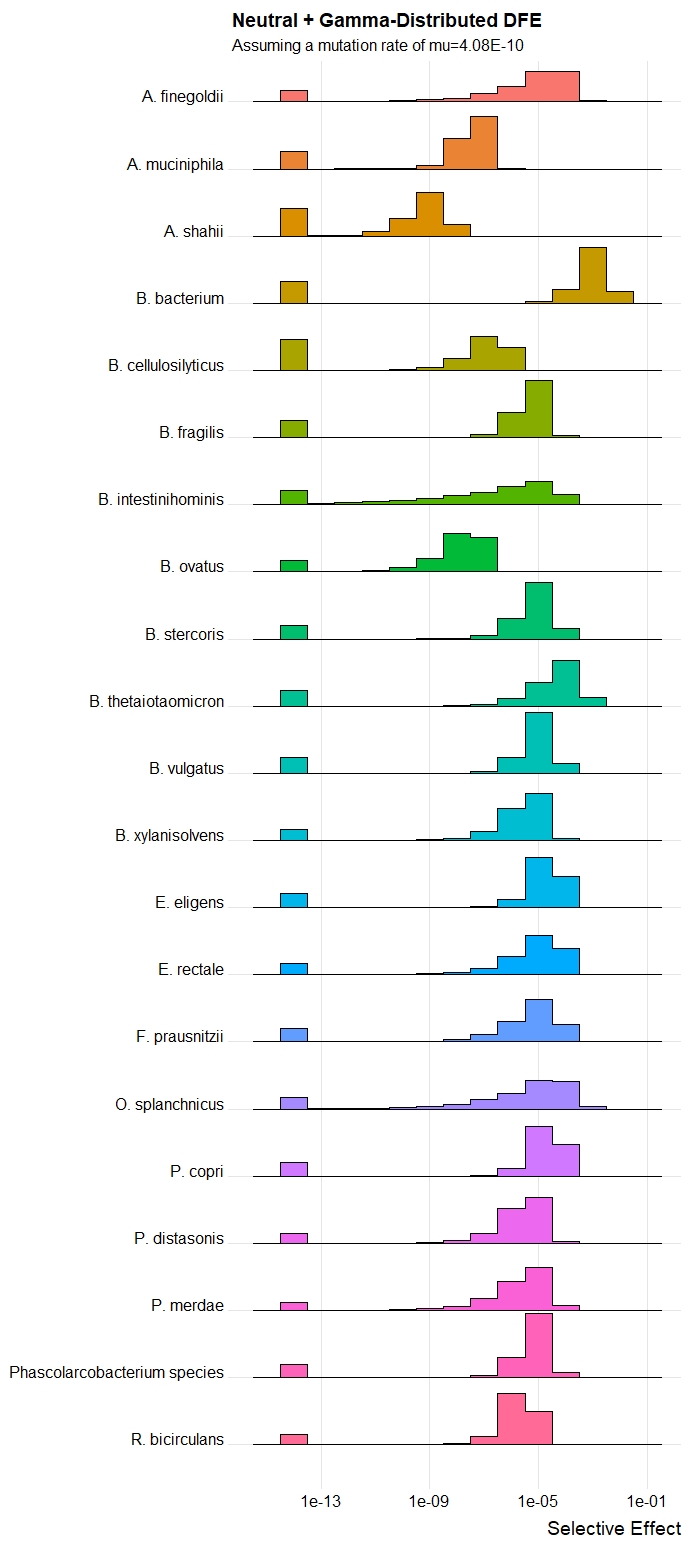 Neutral + Gamma-Distributed DFE
Assuming a mutation rate of mu=4.08E-10
A. finegoldii
A. muciniphila
A. shahii
B. bacterium
B. cellulosilyticus
B. fragilis
B. intestinihominis
B. ovatus
B. stercoris
B. thetaiotaomicron
B. vulgatus
B. xylanisolvens
E. eligens
E. rectale
F. prausnitzii
O. splanchnicus
P. copri
P. distasonis
P. merdae
Phascolarcobacterium species
R. bicirculans
1e-13 1e-09 1e-05 1e-01
Selective Effect